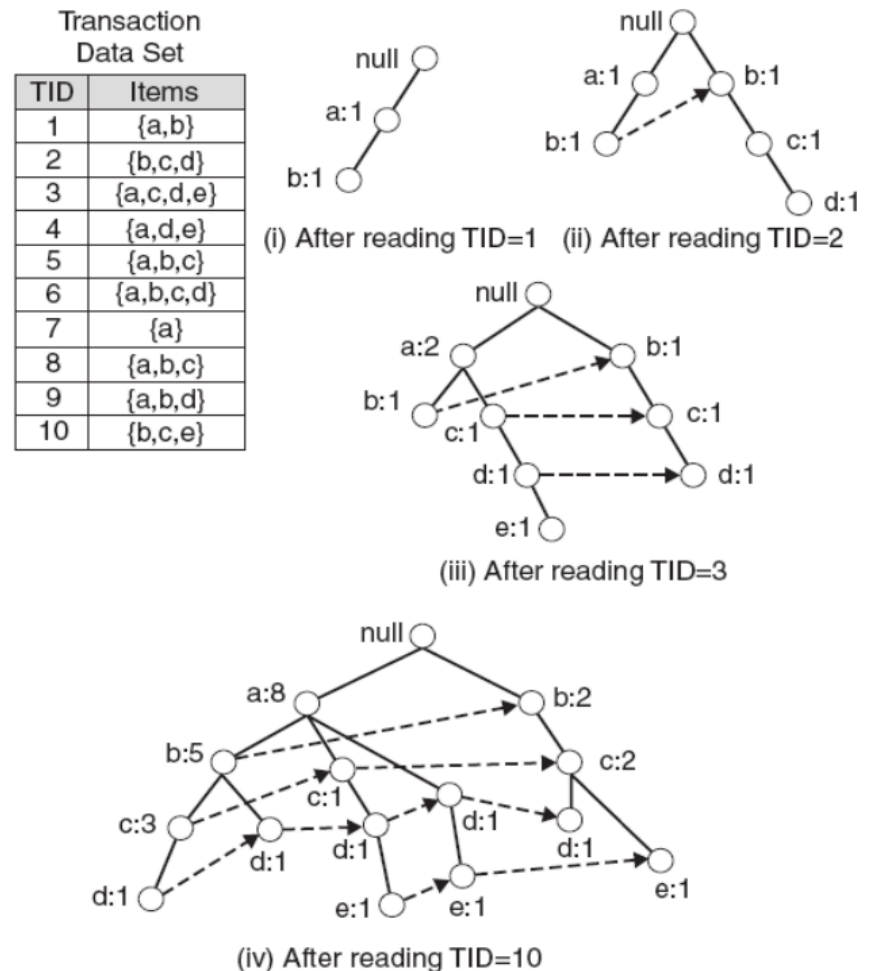 Transaction
Data Set
TID Items
1 {a,b}
2 {b,c,d}
3 {a,c,d,e}
4 {a,d,e}
5 {a,b,c}
6 {a,b,c,d}
7 {a}
8 {a,b,c}
9 {a,b,d}
10 {b,c,e}
null
a:1
b:1
(i) After reading TID=1
null
a:1 b:1
b:1 c:1
d:1
(ii) After reading TID=2
null
a:2 b:1
b:1 c:1 c:1
d:1 d:1
e:1
(iii) After reading TID=3
null
a:8 b:2
b:5 c:1 c:2
c:3 d:1 d:1 d:1 d:1
d:1 e:1 e:1 e:1
(iv) After reading TID=10